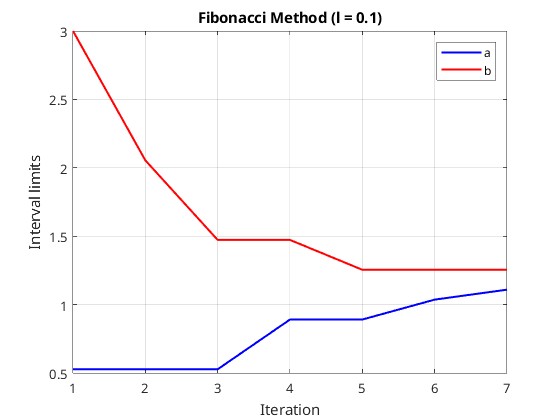 Fibonacci Method (l = 0.1)
a
b
3
2.5
2
1.5
1
0.5
Interval limits
1 2 3 4 5 6 7
Iteration